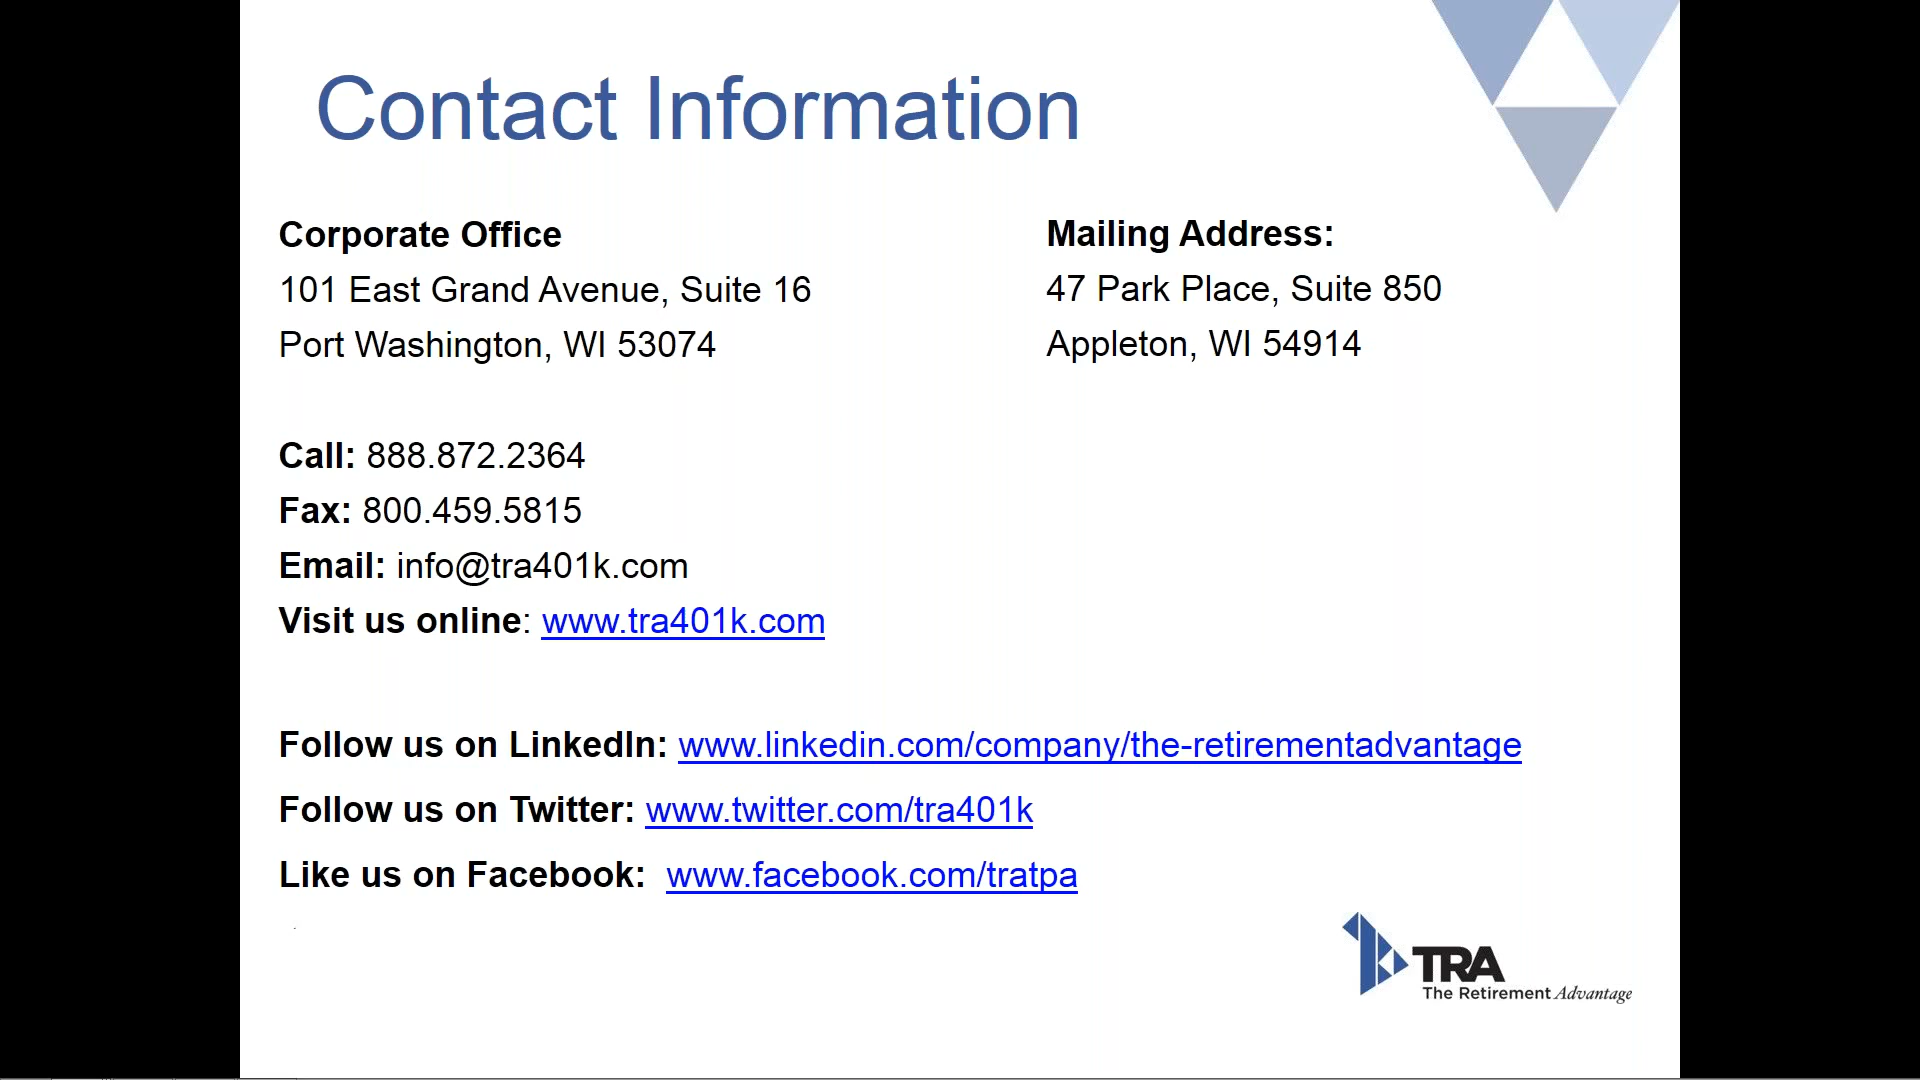 Contact Information
Corporate Office
101 East Grand Avenue, Suite 16
Port Washington, WI 53074
Mailing Address:
47 Park Place, Suite 850
Appleton, WI 54914
Call: 888.872.2364
Fax: 800.459.5815
Email: info@tra401k.com
Visit us online: www.tra401k.com
Follow us on LinkedIn: www.linkedin.com/company/the-retirementadvantage
Follow us on Twitter: www.twitter.com/tra401k
Like us on Facebook: www.facebook.com/tratpa
TRA
The Retirement Advantage